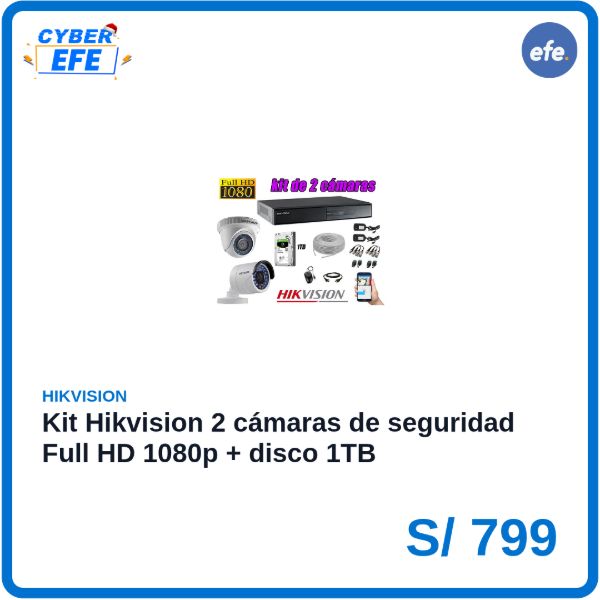 CYBER
EFE
efe.
Full HD
1080
kit de 2 cámaras
1TB
HIKVISION
HIKVISION
Kit Hikvision 2 cámaras de seguridad
Full HD 1080p + disco 1TB
S/ 799